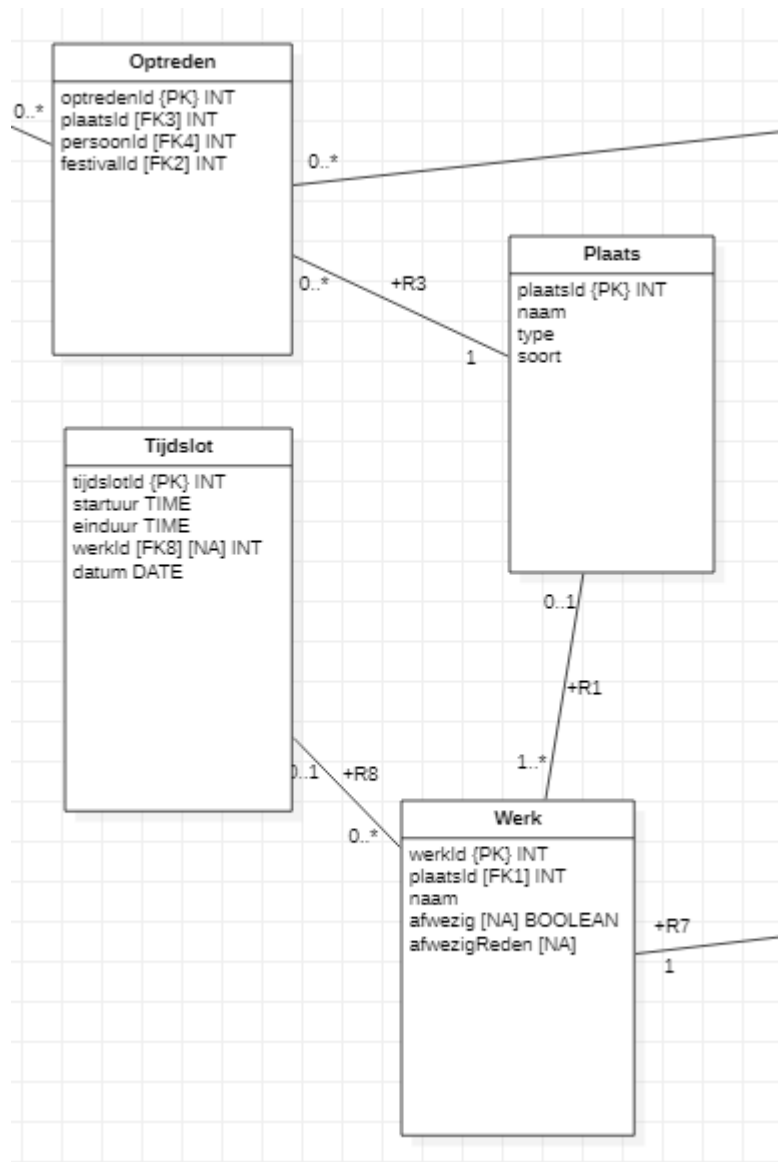 Optreden
optredenId {PK} INT
plaatsId [FK3] INT
persoonId [FK4] INT
festivalId [FK2] INT
0..*
0..*
0..*
+R3
1
Plaats
plaatsId {PK} INT
naam
type
soort
Tijdslot
tijdslotId {PK} INT
startuur TIME
einduur TIME
werkId [FK8] [NA] INT
datum DATE
0..1
+R1
1..*
0..1
+R8
0..*
Werk
werkId {PK} INT
plaatsId [FK1] INT
naam
afwezig [NA] BOOLEAN
afwezigReden [NA]
+R7
1